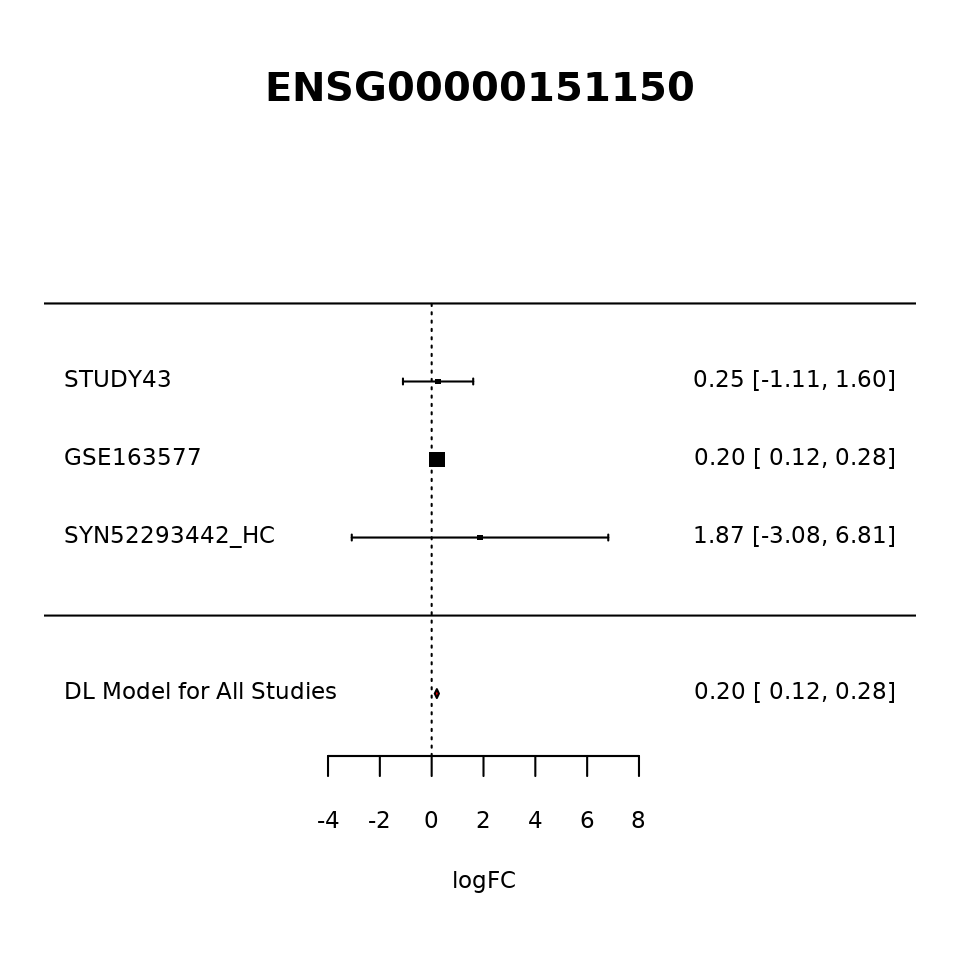 ENSG00000151150
STUDY43 0.25 [-1.11, 1.60]
GSE163577 0.20 [ 0.12, 0.28]
SYN52293442_HC 1.87 [-3.08, 6.81]
DL Model for All Studies 0.20 [ 0.12, 0.28]
-4 -2 0 2 4 6 8
logFC